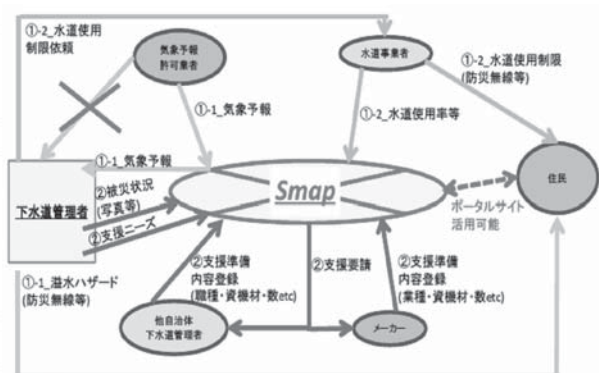 ①-2_水道使用
制限依頼
気象予報
許可業者
水道事業者
①-2_水道使用制限
(防災無線等)
①-1_気象予報
①-2_水道使用率等
①-1_気象予報
Smap
住民
下水道管理者
②被災状況
(写真等)
②支援ニーズ
ポータルサイト
活用可能
①-1_溢水ハザード
(防災無線等)
②支援準備
内容登録
(職種・資機材・数etc)
②支援要請
②支援準備
内容登録
(業種・資機材・数etc)
他自治体
下水道管理者
メーカー